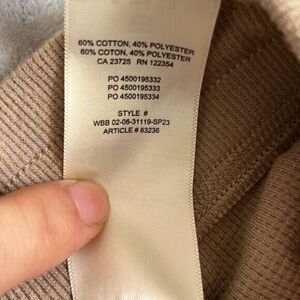 60% COTTON, 40% POLYESTER
60% COTON, 40% POLYESTER
CA 23725 RN 122354
PO 4500195332
PO 4500195333
PO 4500195334
STYLE #
WBB 02-06-31119-SP23
ARTICLE # 83236